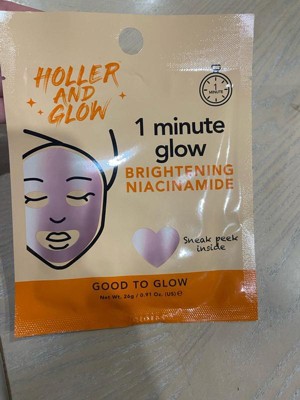 HOLLER
AND
GLOW
1
MINUTE
1 minute
glow
BRIGHTENING
NIACINAMIDE
Sneak peek
inside
GOOD TO GLOW
Net Wt. 26g / 0.91 Oz. (US) ℮